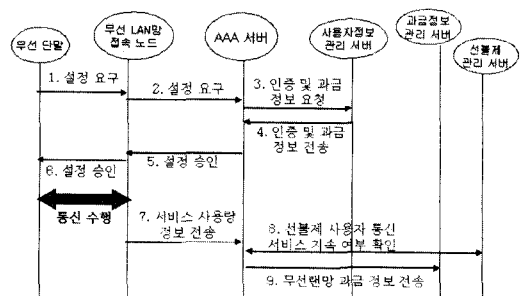 무선 단말
무선 LAN망
접속 노드
AAA 서버
사용자정보
관리 서버
과금정보
관리 서버
선불제
관리 서버
1. 설정 요구
2. 설정 요구
3. 인증 및 과금
정보 요청
4. 인증 및 과금
정보 전송
5. 설정 승인
6. 설정 승인
통신 수행
7. 서비스 사용량
정보 전송
8. 선불제 사용자 통신
서비스 지속 여부 확인
9. 무선랜망 과금 정보 전송